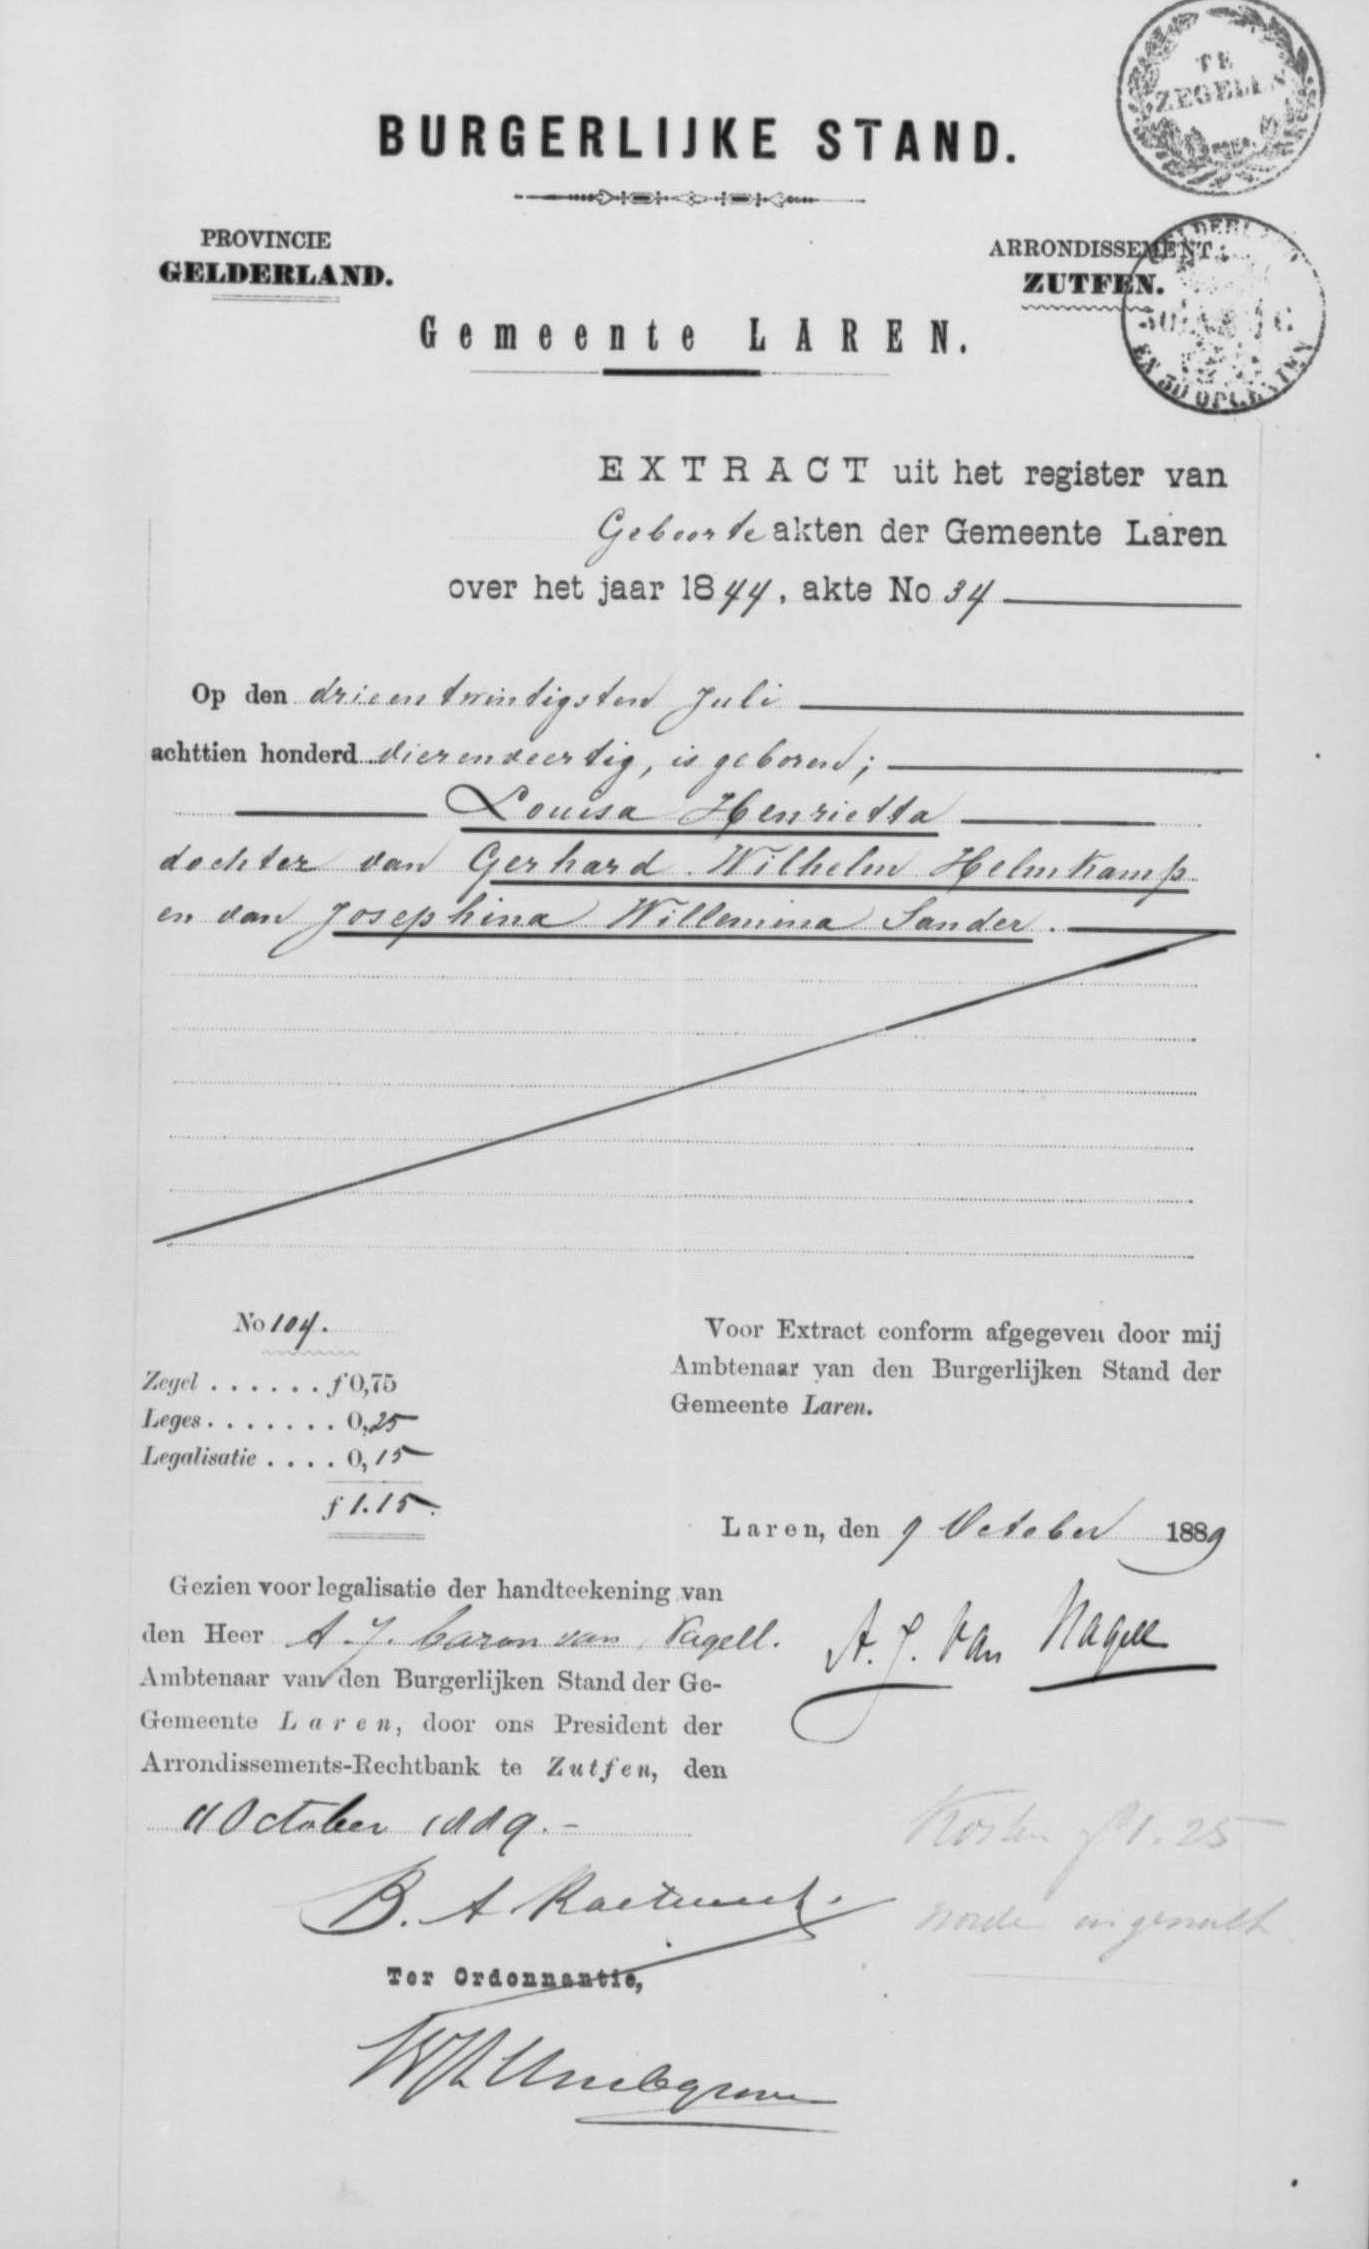 TE
ZEGELEN
BURGERLIJKE STAND.
PROVINCIE
GELDERLAND.
ARRONDISSEMENT
ZUTFEN.
EN 38 OPCENTEN
Gemeente LAREN.
EXTRACT uit het register van
Geboorte akten der Gemeente Laren
over het jaar 1844, akte No 34
Op den drieentwintigsten Juli
achttien honderd vierenveertig, is geboren;
Louisa Henrietta
dochter van Gerhard Wilhelm Helmkamp
en van Josephina Willemina Sander.
No 104.
Zegel . . . . . . f 0,75
Leges . . . . . . . 0,25
Legalisatie . . . . 0,15
f 1.15.
Voor Extract conform afgegeven door mij
Ambtenaar van den Burgerlijken Stand der
Gemeente Laren.
Laren, den 9 October 1889
A. J. Van Nagell
Gezien voor legalisatie der handteekening van
den Heer A. J. baron van Nagell.
Ambtenaar van den Burgerlijken Stand der Ge-
Gemeente Laren, door ons President der
Arrondissements-Rechtbank te Zutfen, den
11 October 1889.-
Kosten f 1.25
B. A.
Ter Ordonnantie,